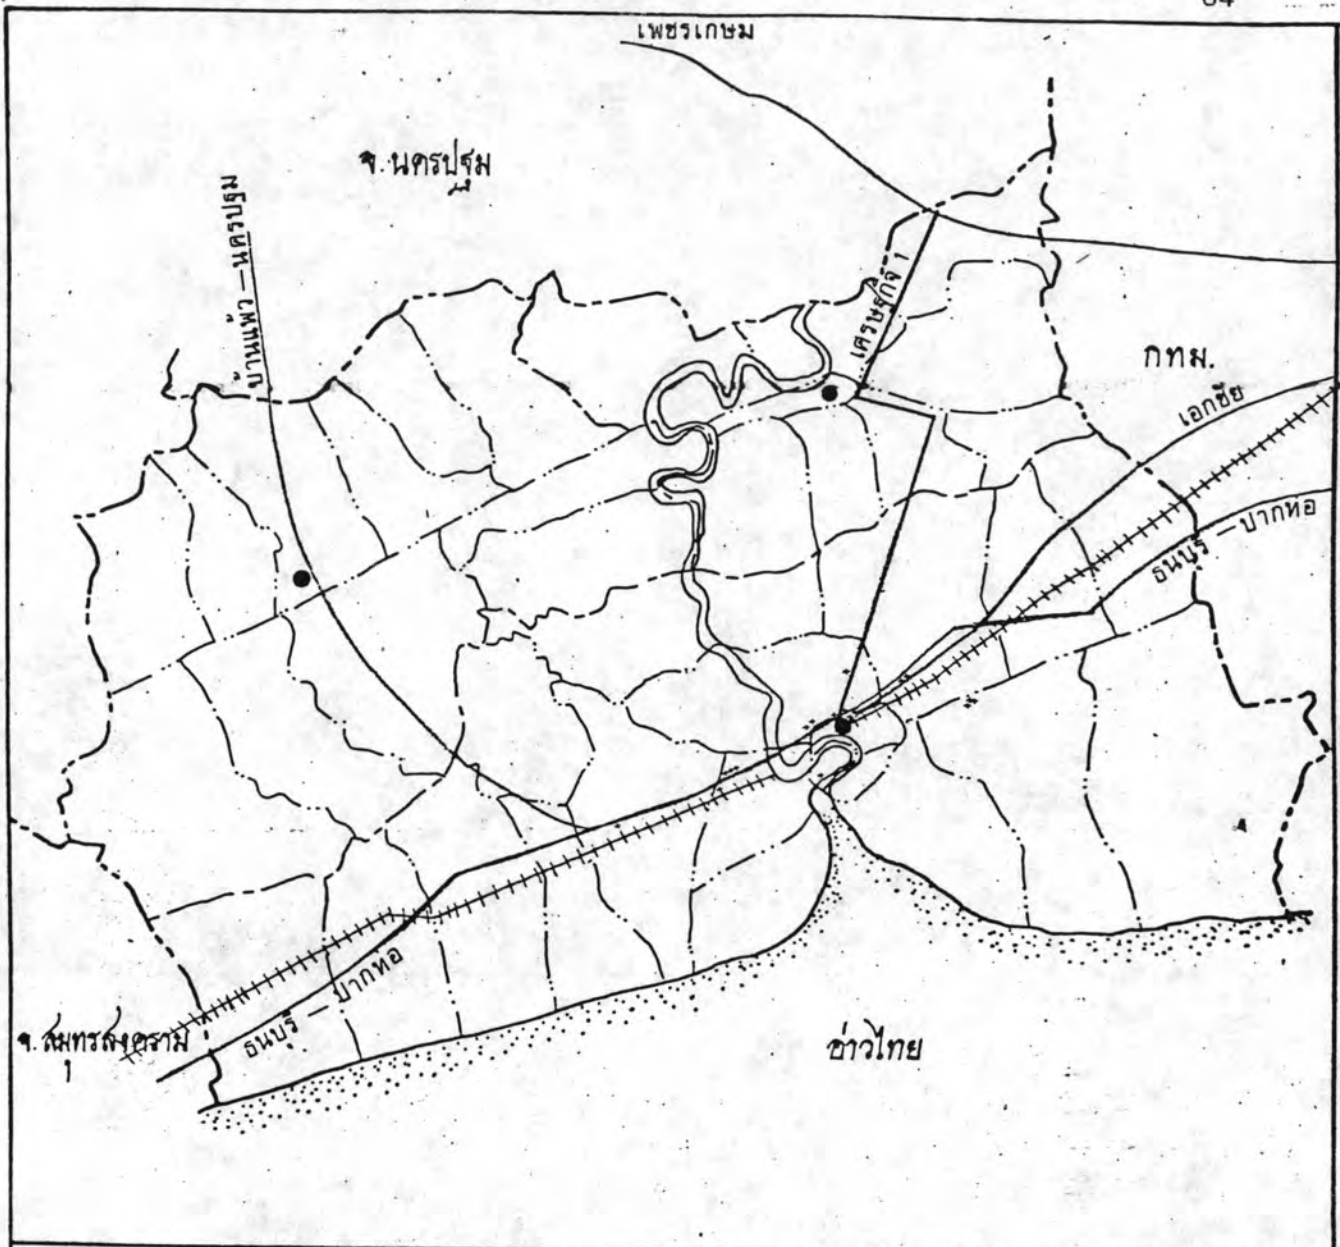 เพชรเกษม
จ.นครปฐม
บ้านแพ้ว-นครปฐม
เศรษฐกิจ 1
กทม.
เอกชัย
ธนบุรี - ปากท่อ
ธนบุรี - ปากท่อ
จ.สมุทรสงคราม
อ่าวไทย